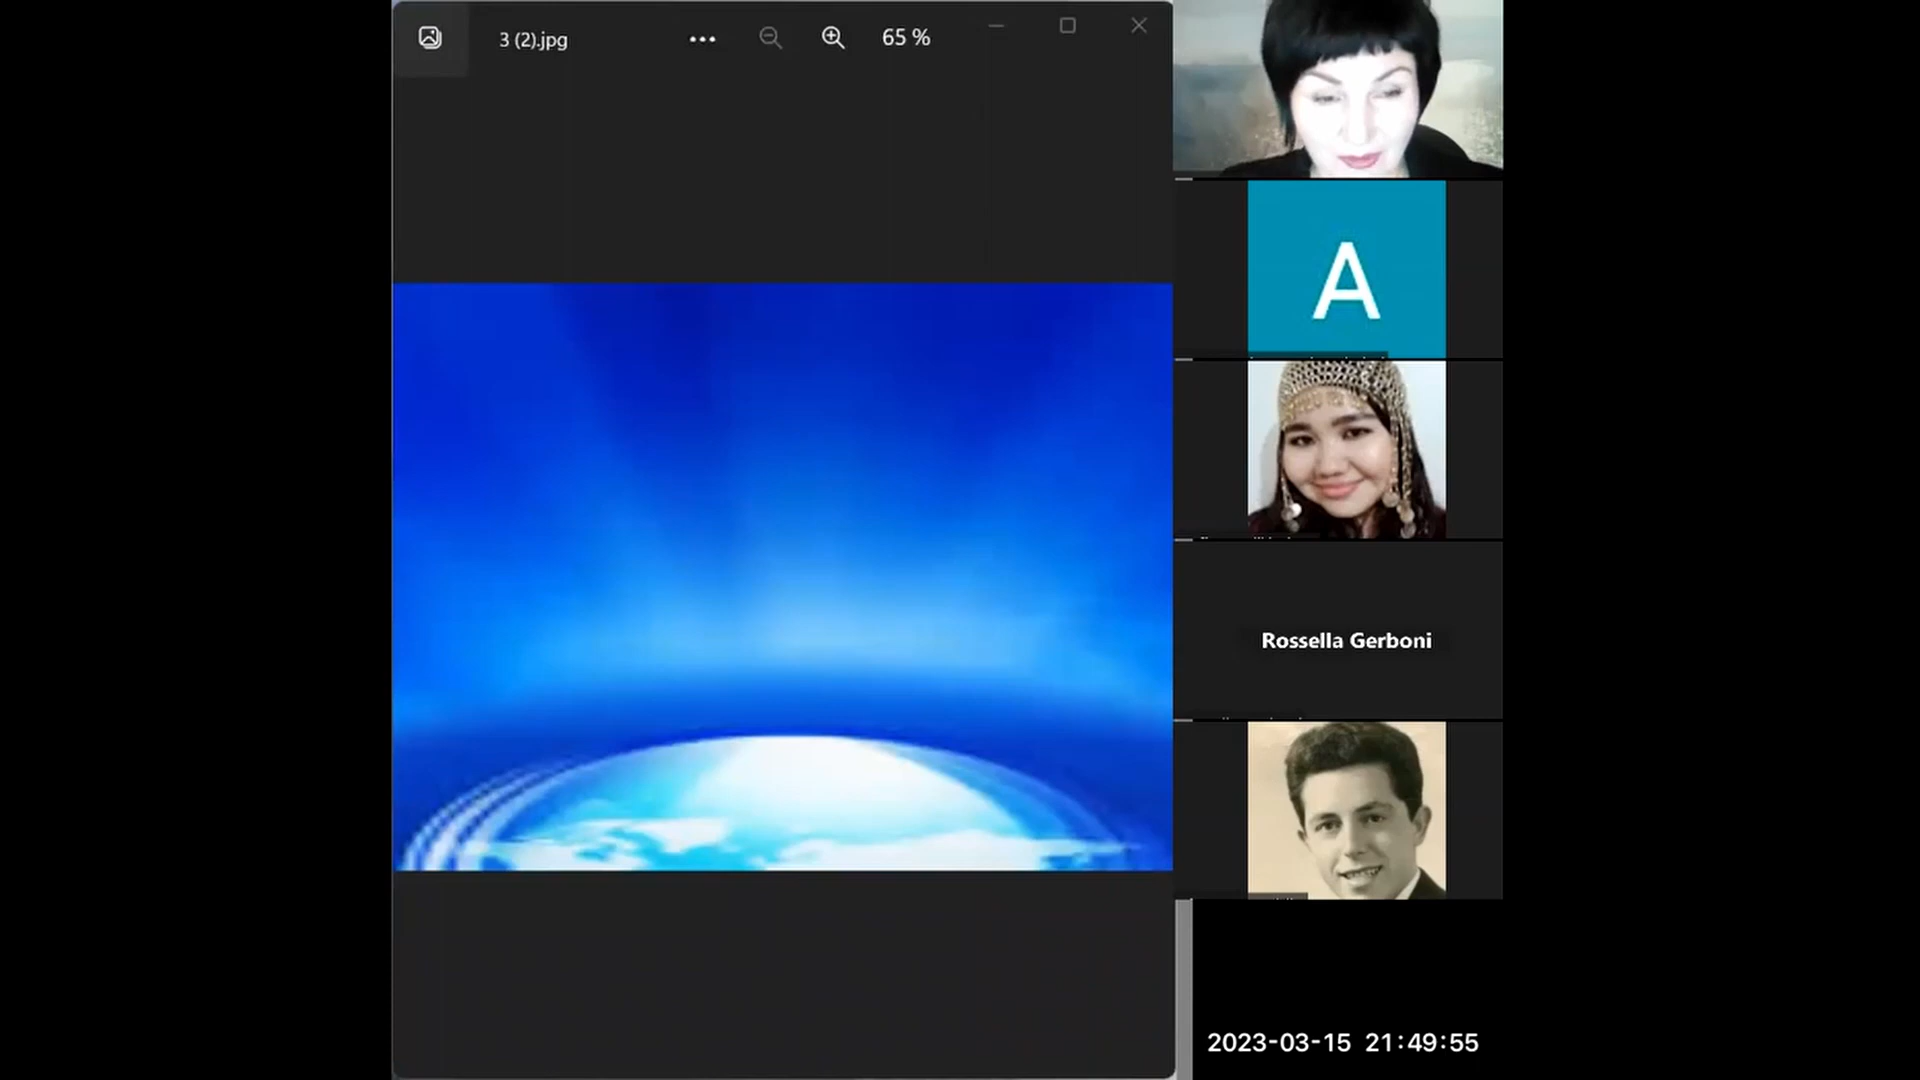 3 (2).jpg
65 %
A
Rossella Gerboni
2023-03-15 21:49:55